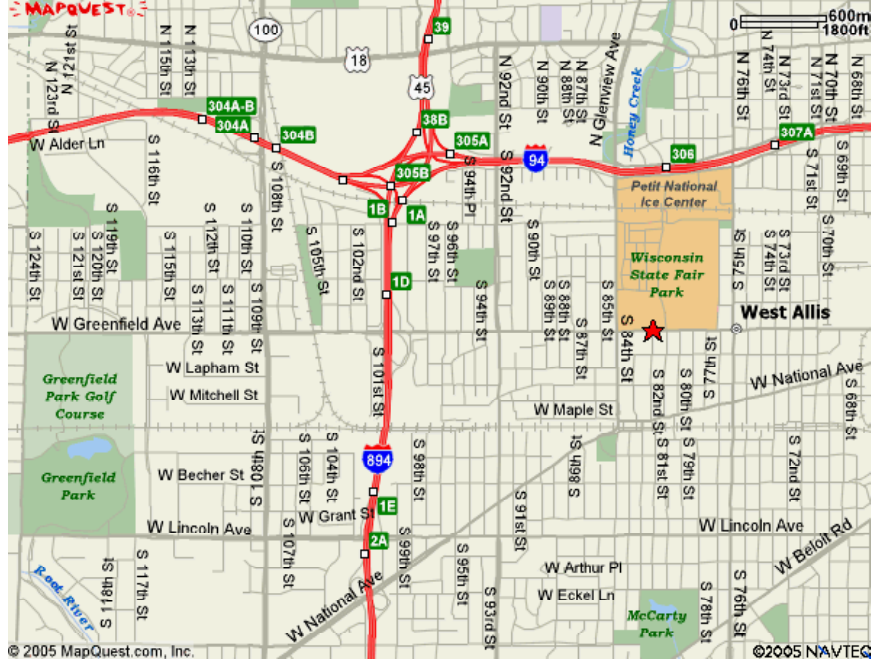 MAPQUEST
600m
1800ft
39
100
18
45
N 121st St
N 123rd St
N 115th St
N 113th St
N 92nd St
N 90th St
N 88th St
N 87th St
N Glenview Ave
Honey Creek
N 76th St
N 74th St
N 73rd St
N 71st St
N 70th St
N 68th St
304A-B
304A
304B
38B
305A
305B
94
306
307A
W Alder Ln
S 116th St
S 108th St
S 94th Pl
S 92nd St
S 71st St
S 69th St
Petit National
Ice Center
1B
1A
S 124th St
S 121st St
S 120th St
S 119th St
S 115th St
S 113th St
S 112th St
S 111th St
S 110th St
S 109th St
S 105th St
S 102nd St
S 97th St
S 96th St
S 94th St
S 90th St
S 89th St
S 88th St
S 87th St
S 85th St
S 84th St
Wisconsin
State Fair
Park
S 75th St
S 74th St
S 73rd St
S 70th St
1D
W Greenfield Ave
West Allis
S 101st St
W Lapham St
W Mitchell St
Greenfield
Park Golf
Course
W Maple St
S 82nd St
S 80th St
S 77th St
W National Ave
S 68th St
894
S 108th St
S 106th St
S 104th St
S 98th St
S 86th St
S 81st St
S 79th St
S 72nd St
Greenfield
Park
W Becher St
1E
W Grant St
S 91st St
W Lincoln Ave
W Lincoln Ave
2A
S 107th St
S 99th St
S 95th St
S 93rd St
W National Ave
W Beloit Rd
Root River
S 118th St
S 117th St
W Arthur Pl
W Eckel Ln
McCarty
Park
S 78th St
S 76th St
© 2005 MapQuest.com, Inc.
©2005 NAVTEQ